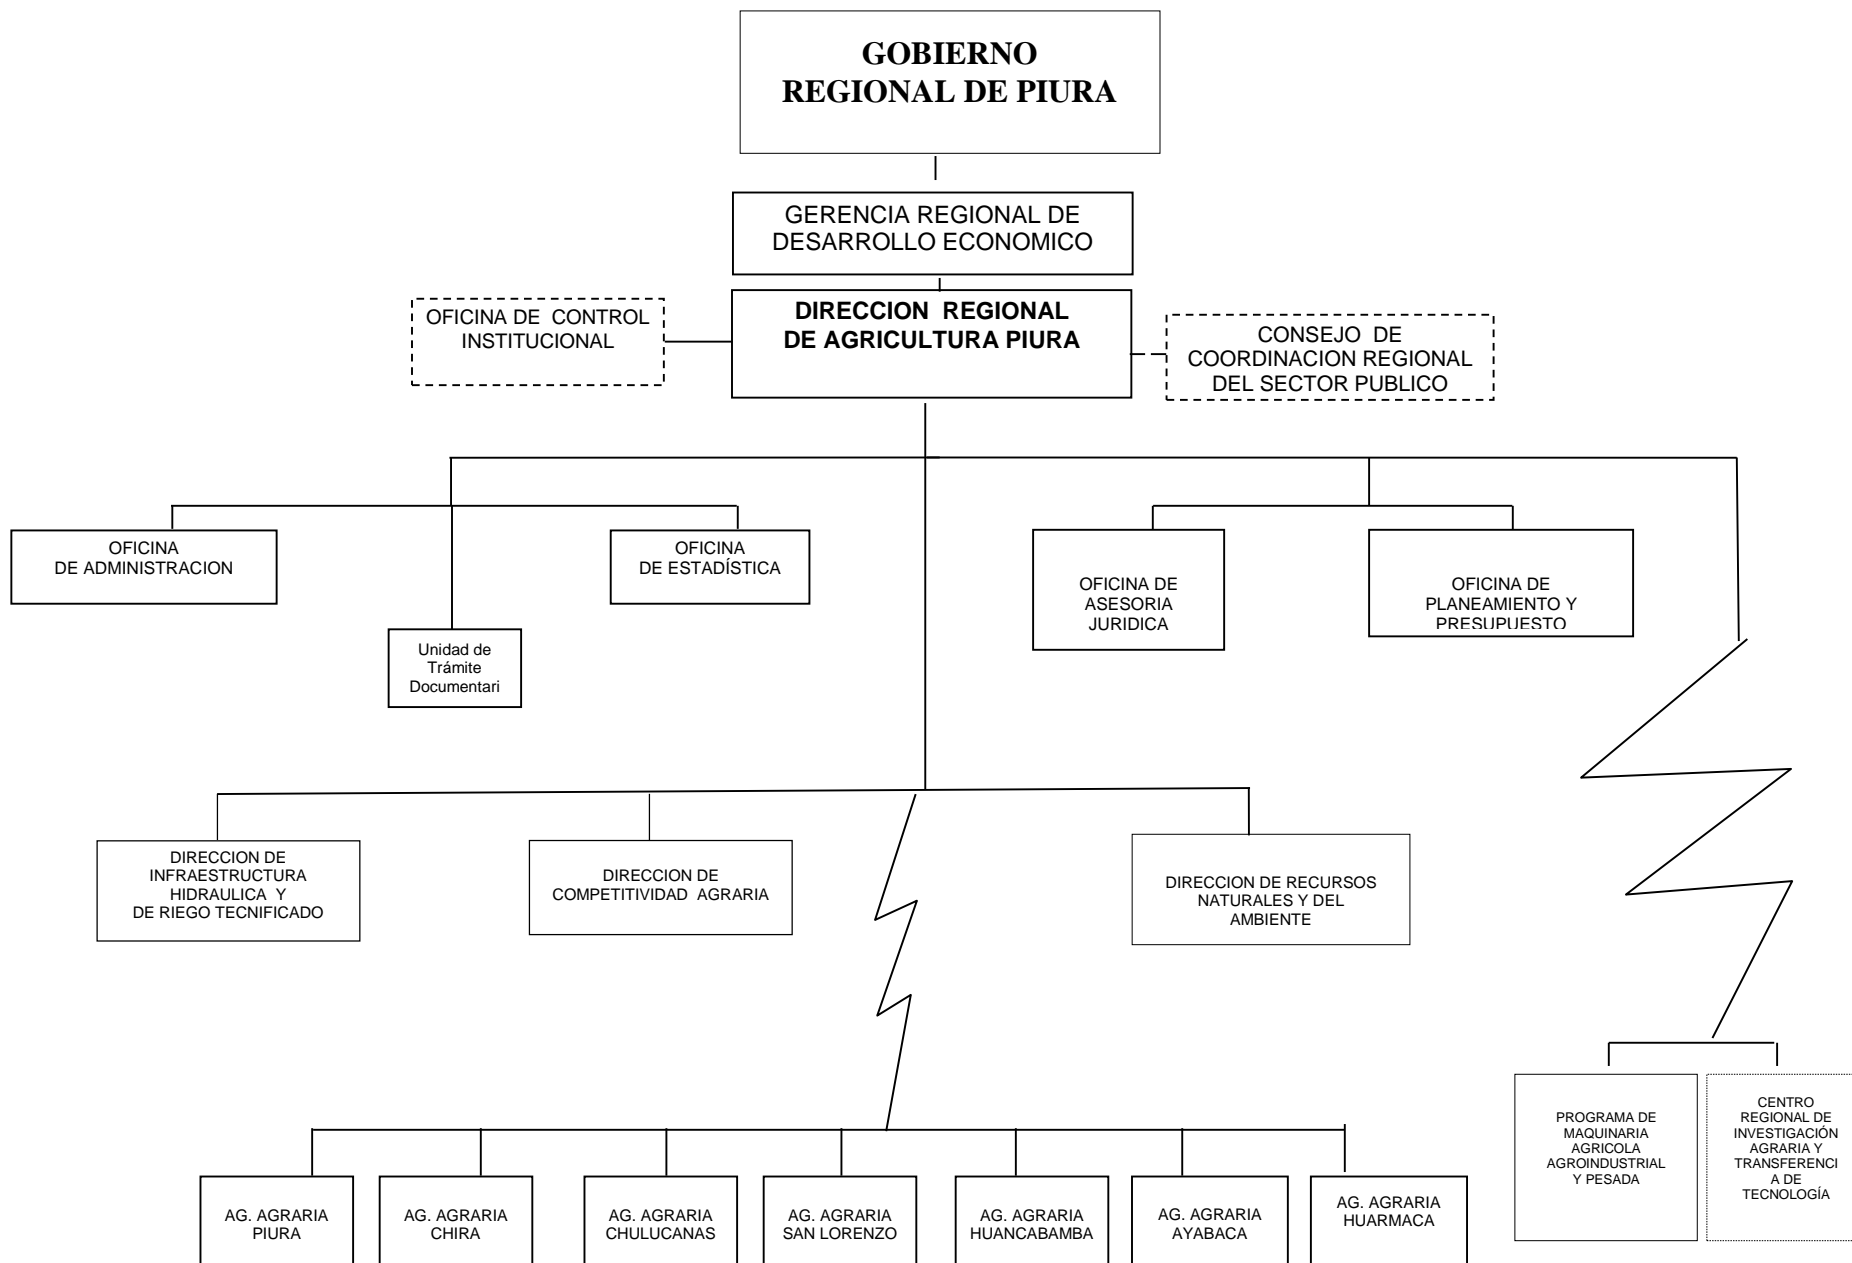 GOBIERNO
REGIONAL DE PIURA
GERENCIA REGIONAL DE
DESARROLLO ECONOMICO
OFICINA DE CONTROL
INSTITUCIONAL
DIRECCION REGIONAL
DE AGRICULTURA PIURA
CONSEJO DE
COORDINACION REGIONAL
DEL SECTOR PUBLICO
OFICINA
DE ADMINISTRACION
Unidad de
Trámite
Documentari
OFICINA
DE ESTADÍSTICA
OFICINA DE
ASESORIA
JURIDICA
OFICINA DE
PLANEAMIENTO Y
PRESUPUESTO
DIRECCION DE
INFRAESTRUCTURA
HIDRAULICA Y
DE RIEGO TECNIFICADO
DIRECCION DE
COMPETITIVIDAD AGRARIA
DIRECCION DE RECURSOS
NATURALES Y DEL
AMBIENTE
PROGRAMA DE
MAQUINARIA
AGRICOLA
AGROINDUSTRIAL
Y PESADA
CENTRO
REGIONAL DE
INVESTIGACIÓN
AGRARIA Y
TRANSFERENCI
A DE
TECNOLOGÍA
AG. AGRARIA
PIURA
AG. AGRARIA
CHIRA
AG. AGRARIA
CHULUCANAS
AG. AGRARIA
SAN LORENZO
AG. AGRARIA
HUANCABAMBA
AG. AGRARIA
AYABACA
AG. AGRARIA
HUARMACA